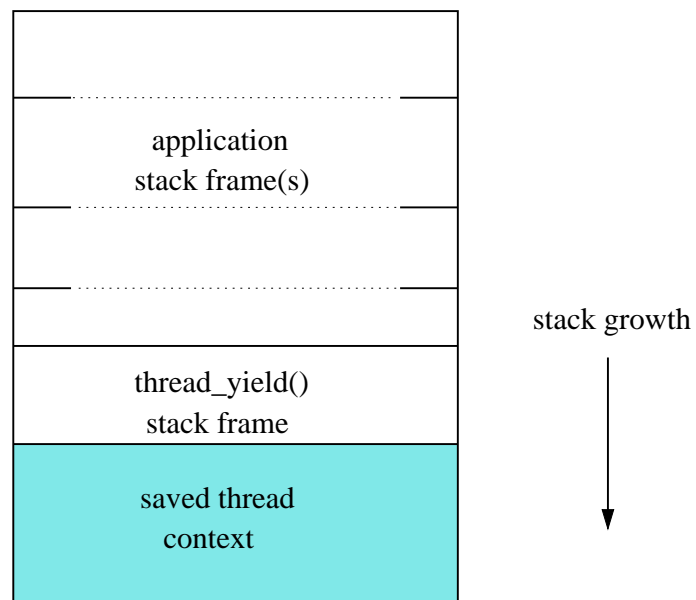 application
stack frame(s)
stack growth
thread_yield()
stack frame
saved thread
context